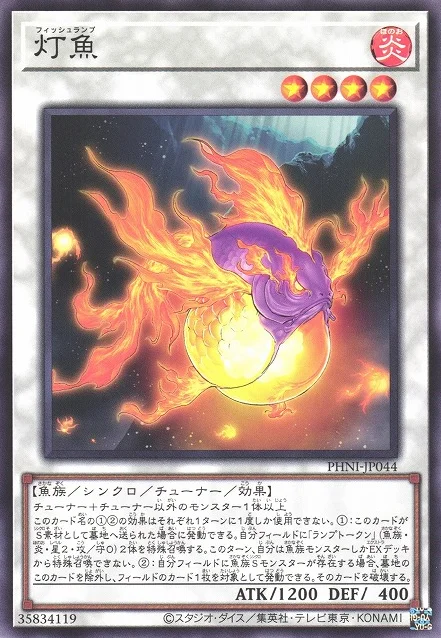 フィッシュランプ
灯魚
ほのお
炎
PHNI-JP044
【魚族／シンクロ／チューナー／効果】
チューナー＋チューナー以外のモンスター1体以上
このカード名の①②の効果はそれぞれ1ターンに1度しか使用できない。①：このカードが
S素材として墓地へ送られた場合に発動できる。自分フィールドに「ランプトークン」（魚族・
炎・星2・攻／守0）2体を特殊召喚する。このターン、自分は魚族モンスターしかEXデッキ
から特殊召喚できない。②：自分フィールドに魚族Sモンスターが存在する場合、墓地の
このカードを除外し、フィールドのカード1枚を対象として発動できる。そのカードを破壊する。
ATK/1200 DEF/ 400
35834119
©スタジオ・ダイス／集英社・テレビ東京・KONAMI